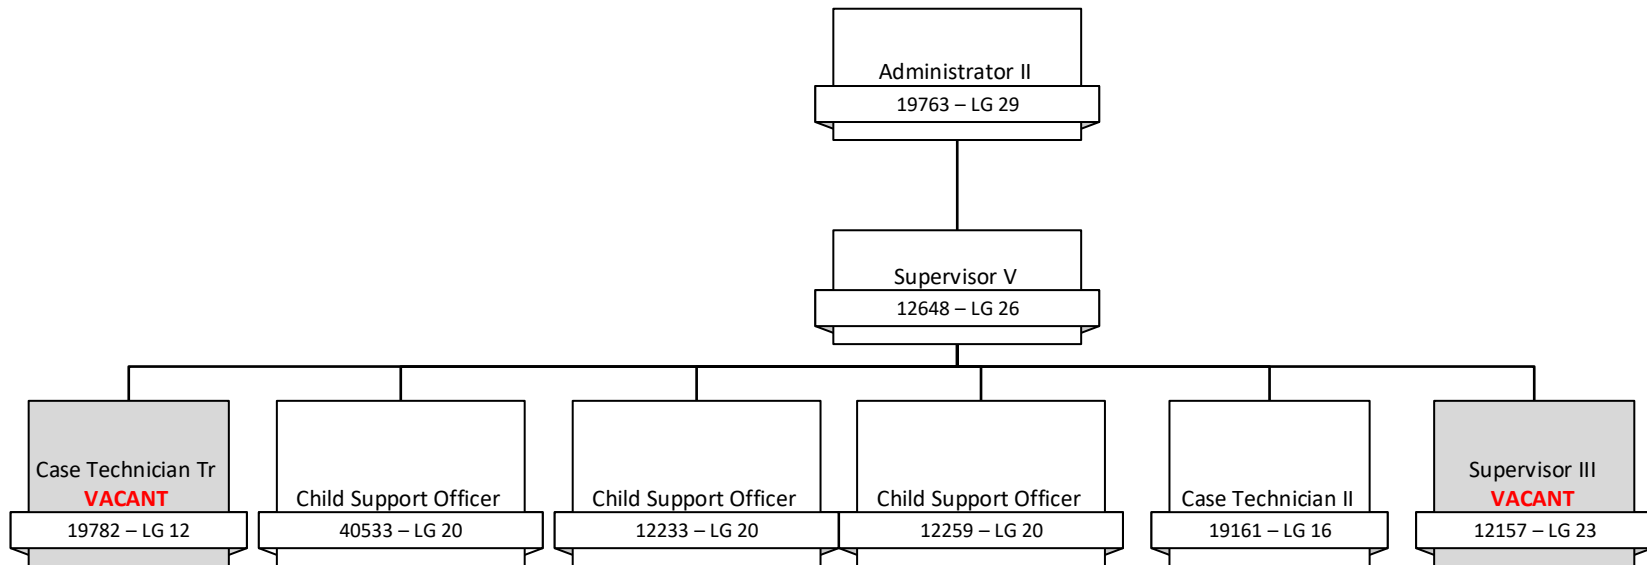 Administrator II
19763 – LG 29
Supervisor V
12648 – LG 26
Case Technician Tr
VACANT
19782 – LG 12
Child Support Officer
40533 – LG 20
Child Support Officer
12233 – LG 20
Child Support Officer
12259 – LG 20
Case Technician II
19161 – LG 16
Supervisor III
VACANT
12157 – LG 23